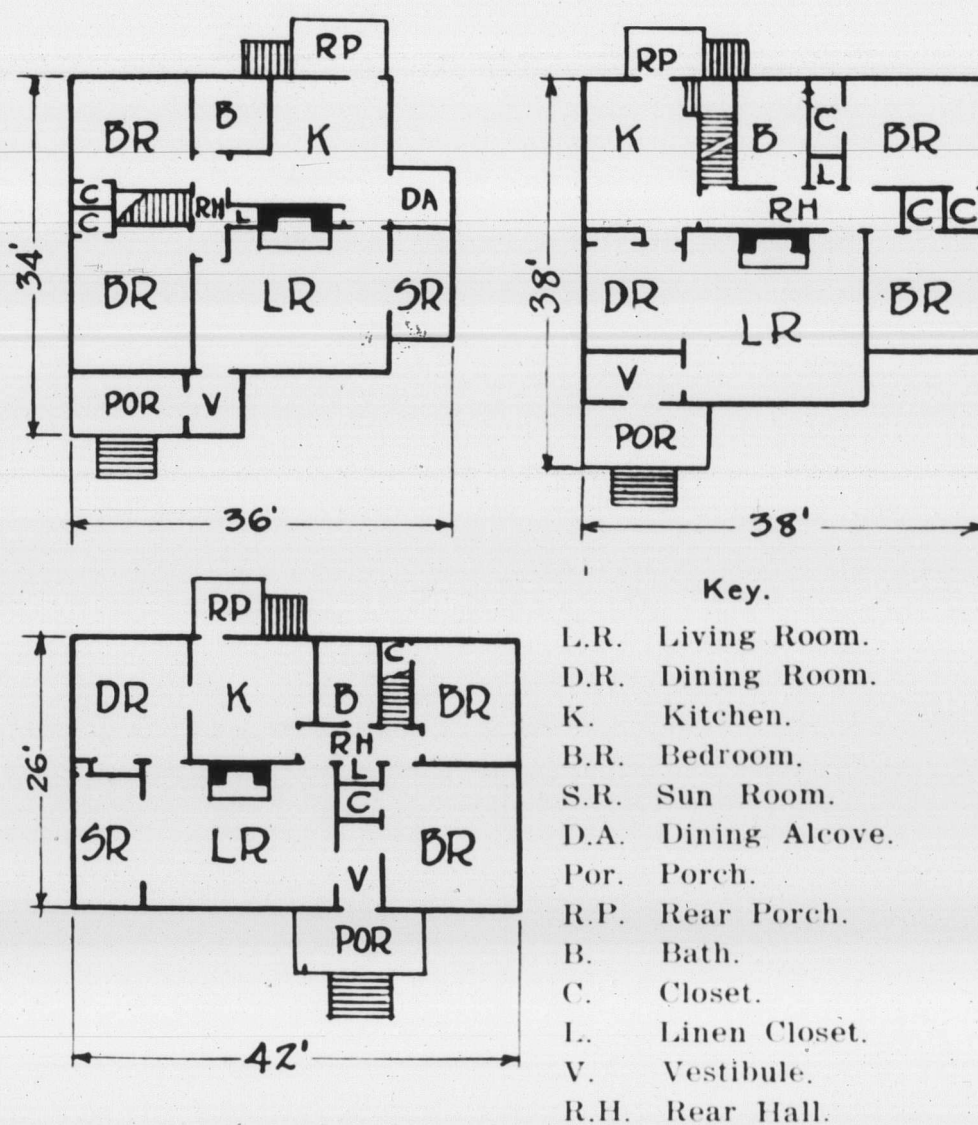 RP
BR
B
K
C
C
RH
L
DA
34'
BR
LR
SR
POR
V
36'
RP
K
B
C
L
BR
RH
C
C
38'
DR
LR
BR
V
POR
38'
RP
DR
K
B
C
BR
RH
L
C
26'
SR
LR
V
BR
POR
42'
Key.
L.R. Living Room.
D.R. Dining Room.
K. Kitchen.
B.R. Bedroom.
S.R. Sun Room.
D.A. Dining Alcove.
Por. Porch.
R.P. Rear Porch.
B. Bath.
C. Closet.
L. Linen Closet.
V. Vestibule.
R.H. Rear Hall.